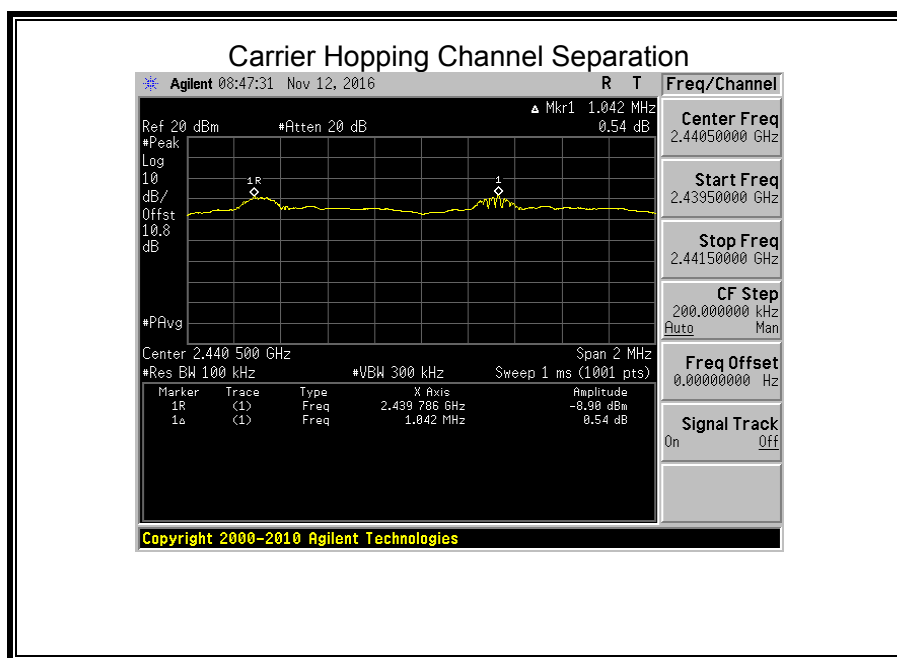 Carrier Hopping Channel Separation
Agilent 08:47:31 Nov 12, 2016 R T
Δ Mkr1 1.042 MHz
Ref 20 dBm #Atten 20 dB 0.54 dB
#Peak
Log
10
dB/
Offst
10.8
dB
#PAvg
1R
1
Center 2.440 500 GHz Span 2 MHz
#Res BW 100 kHz #VBW 300 kHz Sweep 1 ms (1001 pts)
Marker Trace Type X Axis Amplitude
1R (1) Freq 2.439 786 GHz -8.90 dBm
1Δ (1) Freq 1.042 MHz 0.54 dB
Copyright 2000-2010 Agilent Technologies
Freq/Channel
Center Freq
2.44050000 GHz
Start Freq
2.43950000 GHz
Stop Freq
2.44150000 GHz
CF Step
200.000000 kHz
Auto Man
Freq Offset
0.00000000 Hz
Signal Track
On Off